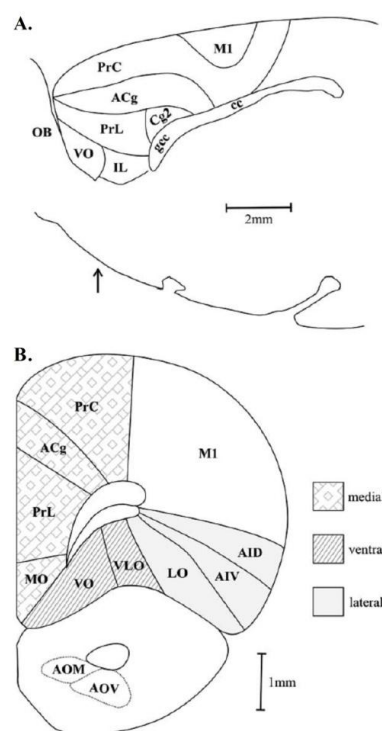 A.
M1
PrC
ACg
Cg2
cc
OB
PrL
gcc
VO
IL
2mm
B.
PrC
ACg
M1
PrL
media
AID
MO
VLO
ventra
VO
LO
AIV
lateral
AOM
AOV
1mm